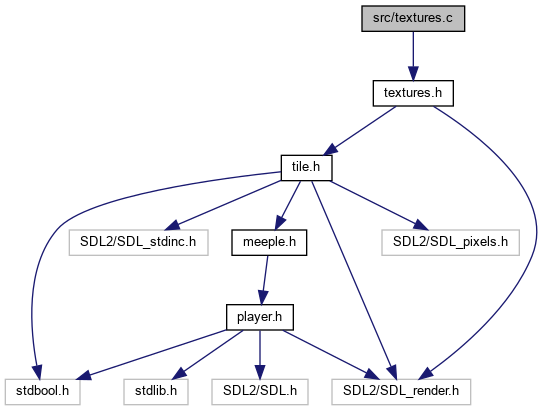 src/textures.c
textures.h
tile.h
SDL2/SDL_stdinc.h
meeple.h
SDL2/SDL_pixels.h
player.h
stdbool.h
stdlib.h
SDL2/SDL.h
SDL2/SDL_render.h